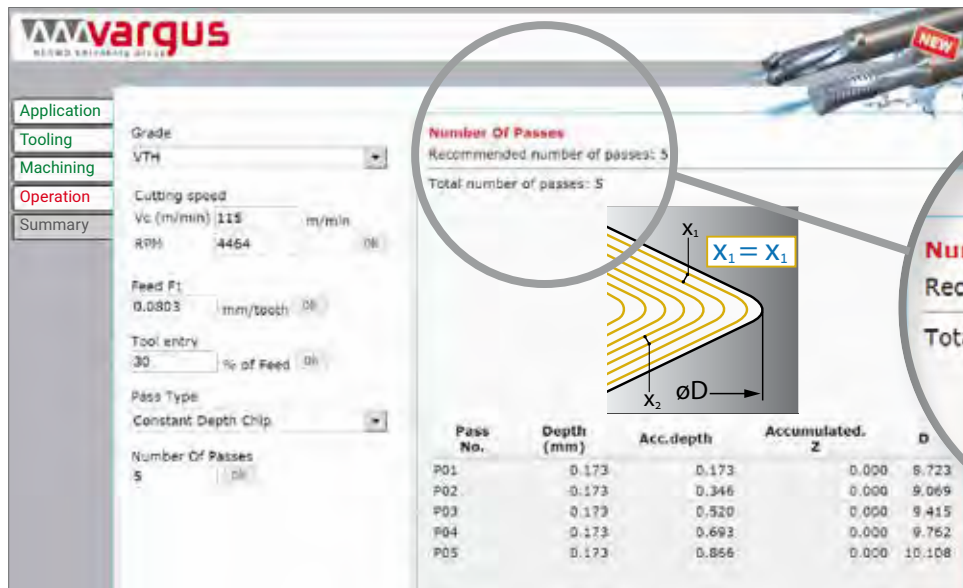 vargus
NEW
Application
Tooling
Machining
Operation
Summary
Grade
VTH
Cutting speed
Vc (m/min) 115 m/min
RPM 4464 Ok
Feed F1
0.0803 mm/tooth Ok
Tool entry
30 % of Feed Ok
Pass Type
Constant Depth Chip
Number Of Passes
5 Ok
Number Of Passes
Recommended number of passes: 5
Total number of passes: 5
X₁
X₁ = X₁
X₂
øD
Nu
Rec
Tot
Pass No. Depth (mm) Acc.depth Accumulated. Z D
P01 0.173 0.173 0.000 8.723
P02 0.173 0.346 0.000 9.069
P03 0.173 0.520 0.000 9.415
P04 0.173 0.693 0.000 9.762
P05 0.173 0.866 0.000 10.108